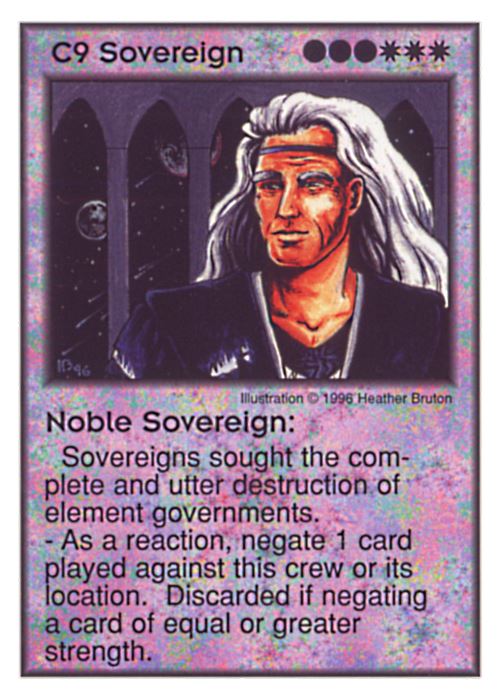 C9 Sovereign
HB 96
Illustration © 1996 Heather Bruton
Noble Sovereign:
Sovereigns sought the com-
plete and utter destruction of
element governments.
- As a reaction, negate 1 card
played against this crew or its
location. Discarded if negating
a card of equal or greater
strength.